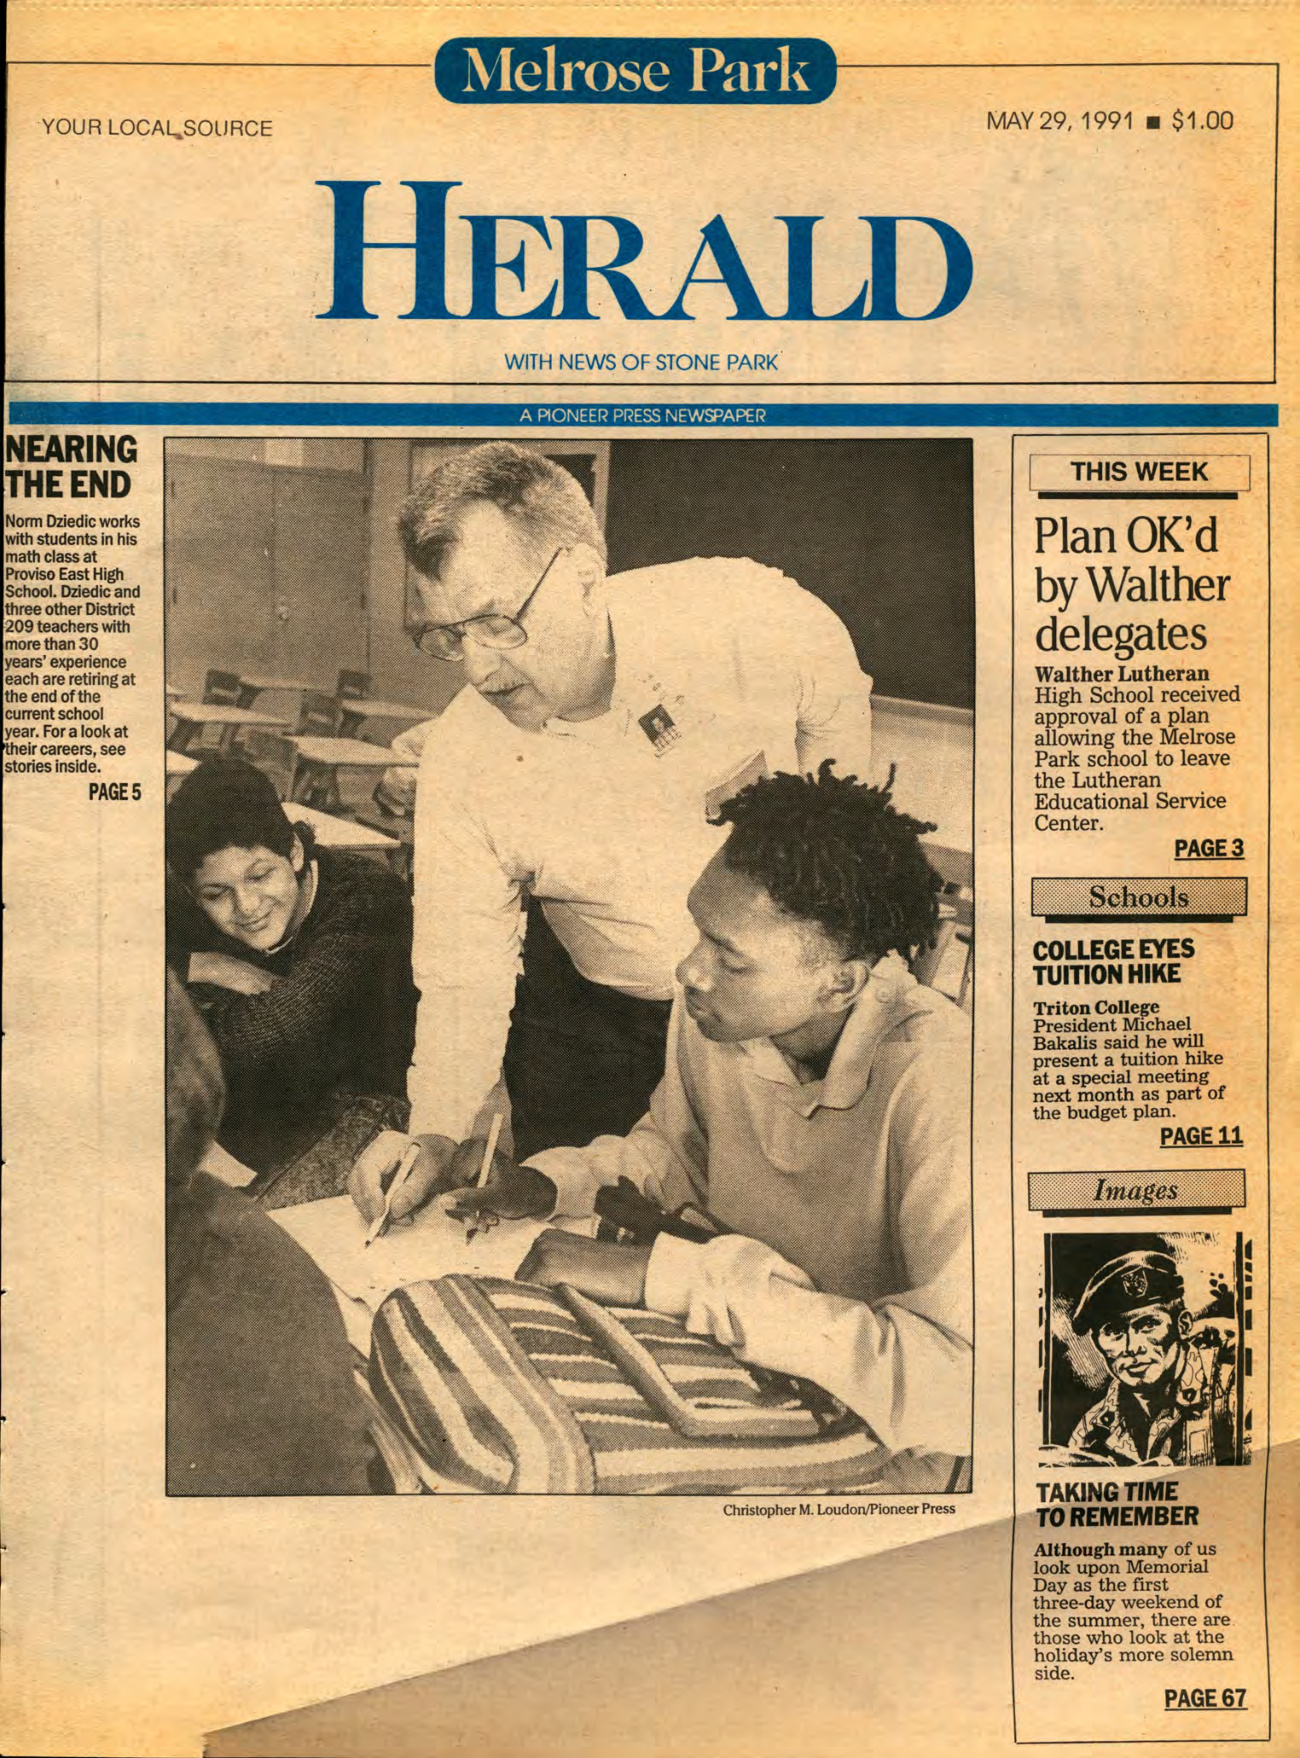 Melrose Park
YOUR LOCAL SOURCE
MAY 29, 1991 ■ $1.00
HERALD
WITH NEWS OF STONE PARK
A PIONEER PRESS NEWSPAPER
NEARING
THE END
Norm Dziedic works
with students in his
math class at
Proviso East High
School. Dziedic and
three other District
209 teachers with
more than 30
years' experience
each are retiring at
the end of the
current school
year. For a look at
their careers, see
stories inside.
PAGE 5
Christopher M. Loudon/Pioneer Press
THIS WEEK
Plan OK'd
by Walther
delegates
Walther Lutheran
High School received
approval of a plan
allowing the Melrose
Park school to leave
the Lutheran
Educational Service
Center.
PAGE 3
Schools
COLLEGE EYES
TUITION HIKE
Triton College
President Michael
Bakalis said he will
present a tuition hike
at a special meeting
next month as part of
the budget plan.
PAGE 11
Images
TAKING TIME
TO REMEMBER
Although many of us
look upon Memorial
Day as the first
three-day weekend of
the summer, there are
those who look at the
holiday's more solemn
side.
PAGE 67